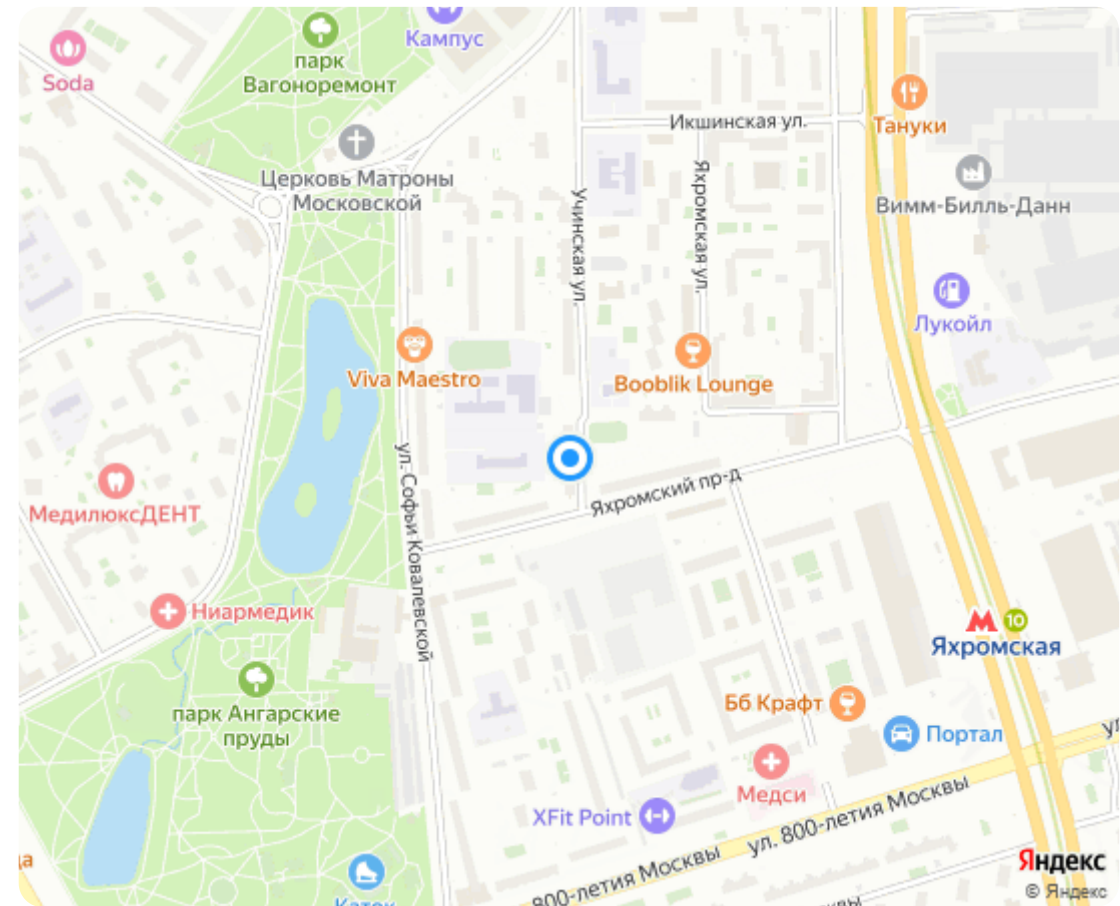 Кампус
парк
Вагоноремонт
Soda
Тануки
Икшинская ул.
Церковь Матроны
Московской
Яхромская ул.
Учинская ул.
Вимм-Билль-Данн
Лукойл
Viva Maestro
Booblik Lounge
ул. Софьи Ковалевской
Яхромский пр-д
МедилюксДЕНТ
Ниармедик
10
Яхромская
парк Ангарские
пруды
Бб Крафт
Портал
Медси
XFit Point
ул. 800-летия Москвы
800-летия Москвы
Каток
Яндекс
© Яндекс